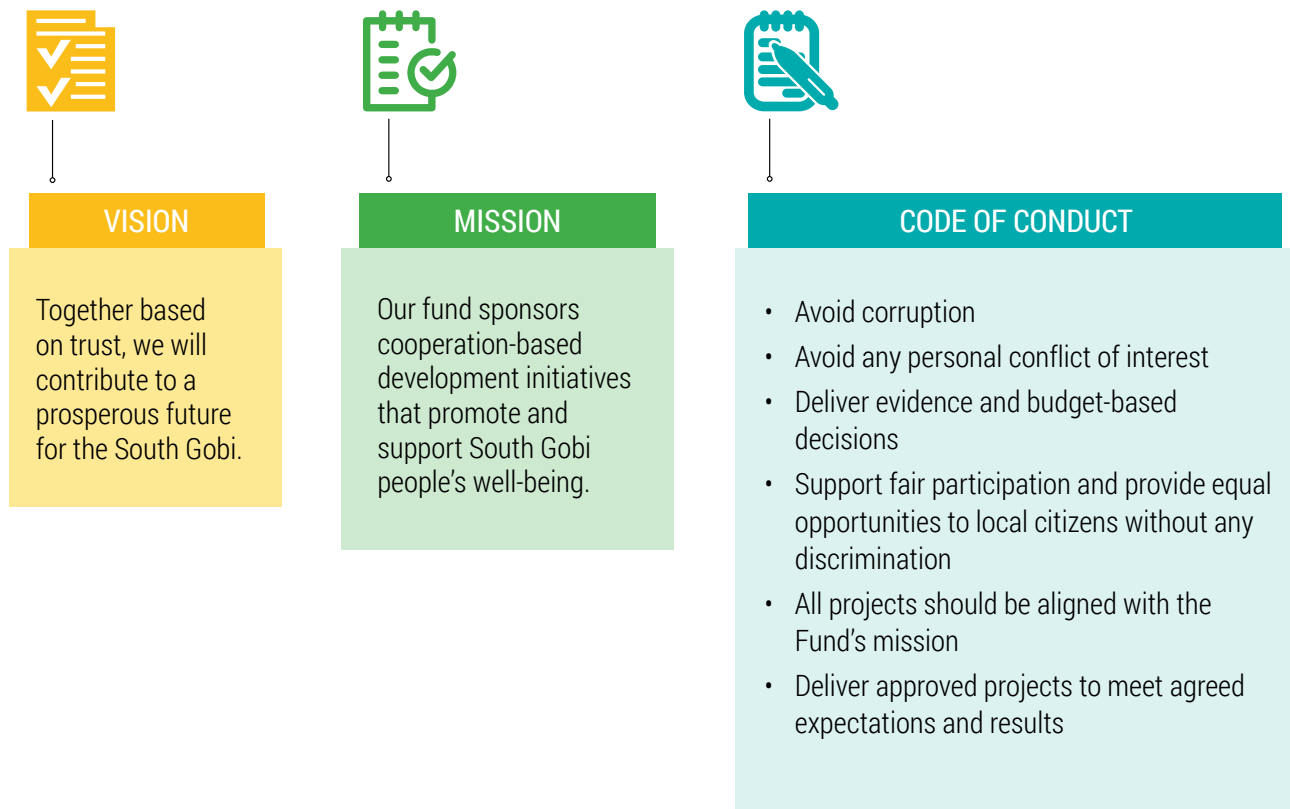 VISION
Together based
on trust, we will
contribute to a
prosperous future
for the South Gobi.
MISSION
Our fund sponsors
cooperation-based
development initiatives
that promote and
support South Gobi
people's well-being.
CODE OF CONDUCT
• Avoid corruption
• Avoid any personal conflict of interest
• Deliver evidence and budget-based
decisions
• Support fair participation and provide equal
opportunities to local citizens without any
discrimination
• All projects should be aligned with the
Fund's mission
• Deliver approved projects to meet agreed
expectations and results